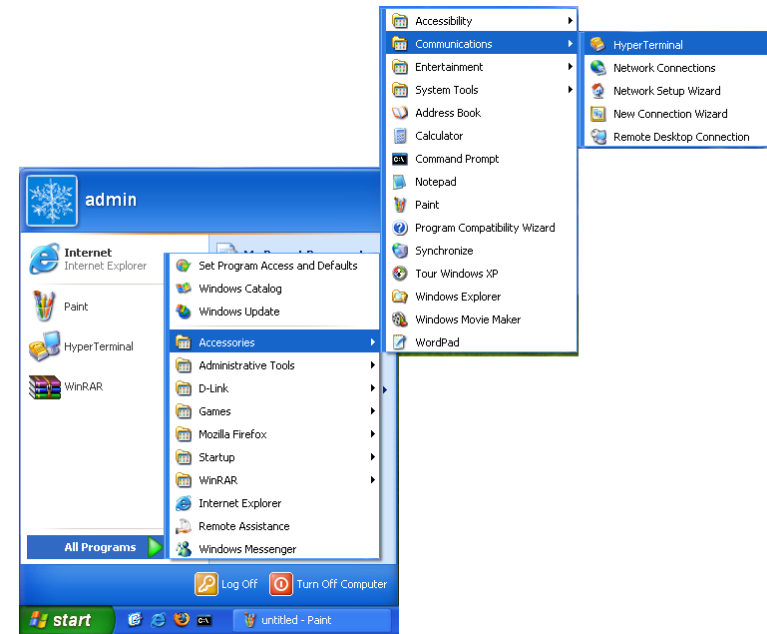 Accessibility
Communications
Entertainment
System Tools
Address Book
Calculator
Command Prompt
Notepad
Paint
Program Compatibility Wizard
Synchronize
Tour Windows XP
Windows Explorer
Windows Movie Maker
WordPad
HyperTerminal
Network Connections
Network Setup Wizard
New Connection Wizard
Remote Desktop Connection
admin
Internet
Internet Explorer
Paint
HyperTerminal
WinRAR
All Programs
Set Program Access and Defaults
Windows Catalog
Windows Update
Accessories
Administrative Tools
D-Link
Games
Mozilla Firefox
Startup
WinRAR
Internet Explorer
Remote Assistance
Windows Messenger
Log Off
Turn Off Computer
start
untitled - Paint